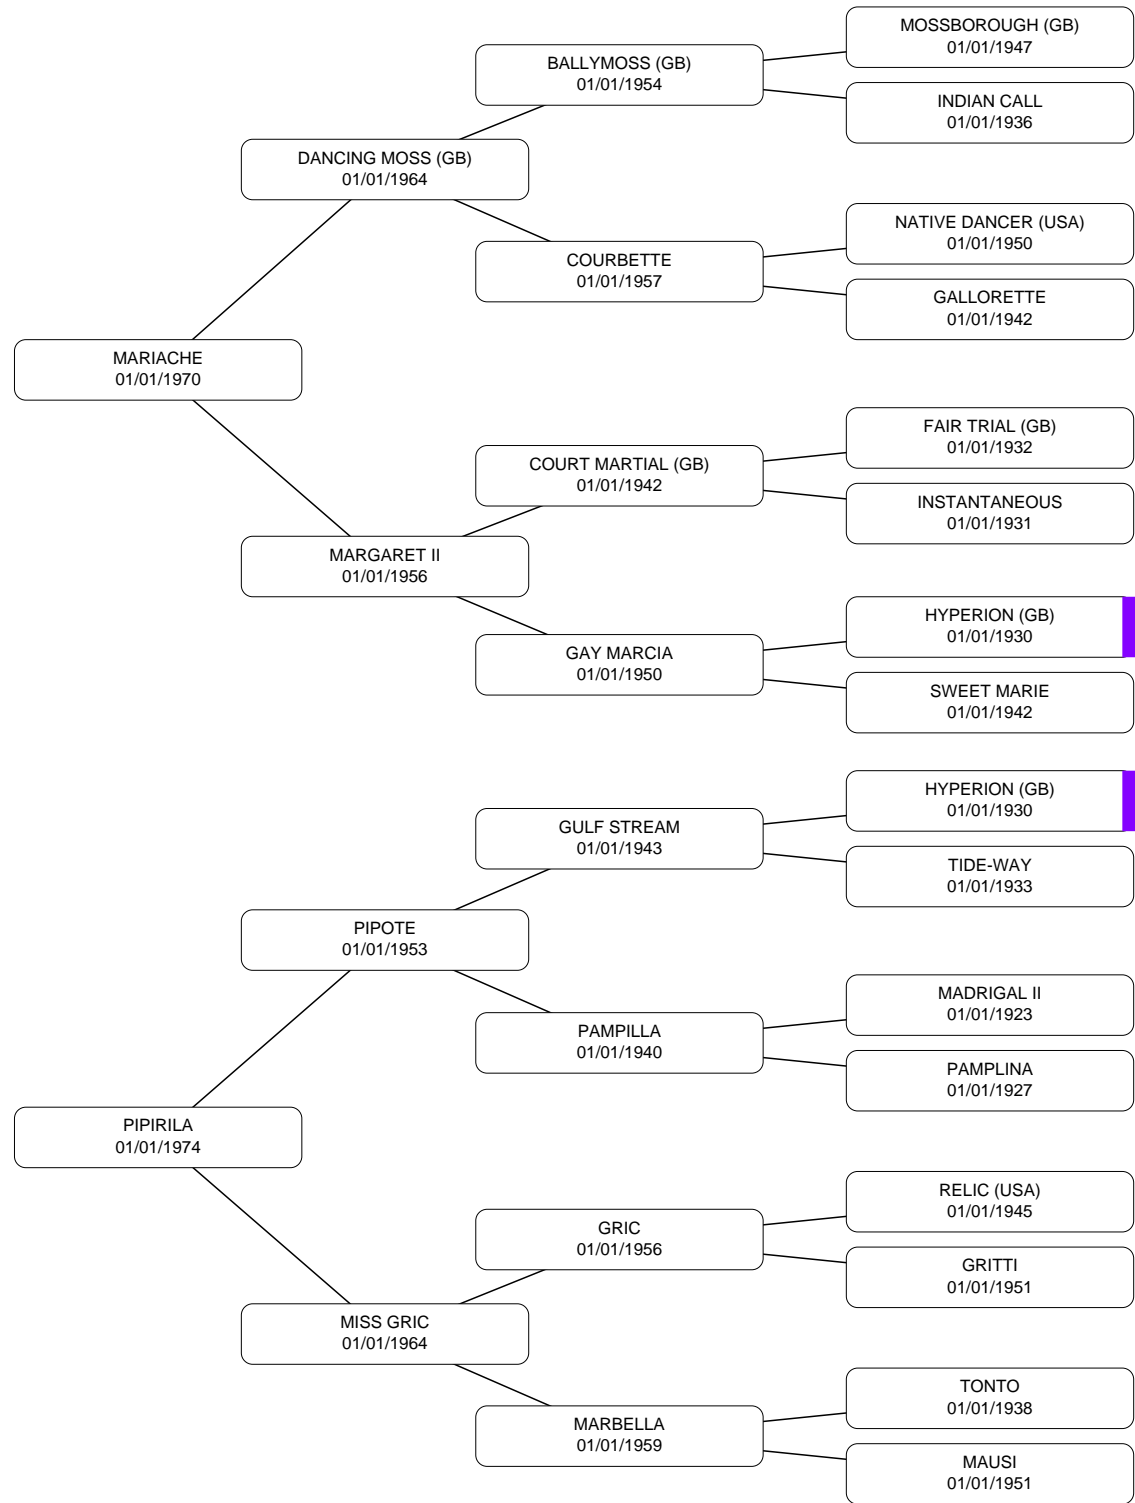 MOSSBOROUGH (GB)
01/01/1947
BALLYMOSS (GB)
01/01/1954
INDIAN CALL
01/01/1936
DANCING MOSS (GB)
01/01/1964
NATIVE DANCER (USA)
01/01/1950
COURBETTE
01/01/1957
GALLORETTE
01/01/1942
MARIACHE
01/01/1970
FAIR TRIAL (GB)
01/01/1932
COURT MARTIAL (GB)
01/01/1942
INSTANTANEOUS
01/01/1931
MARGARET II
01/01/1956
HYPERION (GB)
01/01/1930
GAY MARCIA
01/01/1950
SWEET MARIE
01/01/1942
HYPERION (GB)
01/01/1930
GULF STREAM
01/01/1943
TIDE-WAY
01/01/1933
PIPOTE
01/01/1953
MADRIGAL II
01/01/1923
PAMPILLA
01/01/1940
PAMPLINA
01/01/1927
PIPIRILA
01/01/1974
RELIC (USA)
01/01/1945
GRIC
01/01/1956
GRITTI
01/01/1951
MISS GRIC
01/01/1964
TONTO
01/01/1938
MARBELLA
01/01/1959
MAUSI
01/01/1951